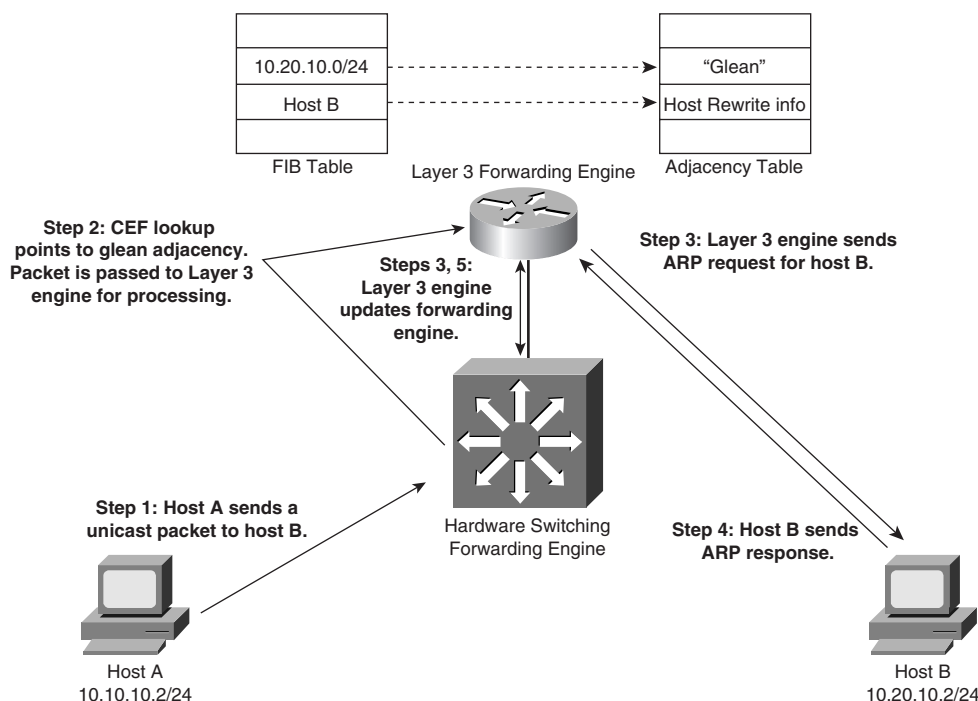 10.20.10.0/24
Host B
FIB Table
“Glean”
Host Rewrite info
Adjacency Table
Layer 3 Forwarding Engine
Step 2: CEF lookup
points to glean adjacency.
Packet is passed to Layer 3
engine for processing.
Steps 3, 5:
Layer 3 engine
updates forwarding
engine.
Step 3: Layer 3 engine sends
ARP request for host B.
Step 1: Host A sends a
unicast packet to host B.
Hardware Switching
Forwarding Engine
Step 4: Host B sends
ARP response.
Host A
10.10.10.2/24
Host B
10.20.10.2/24